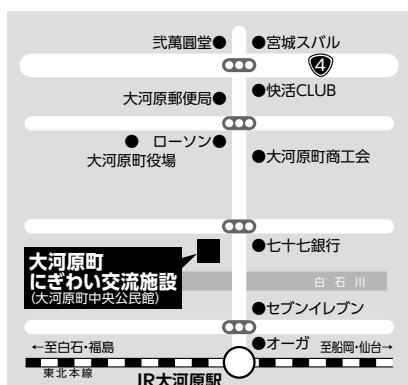 弐萬圓堂●
●宮城スバル
4
大河原郵便局●
●快活CLUB
● ローソン●
大河原町役場
●大河原町商工会
大河原町
にぎわい交流施設
(大河原町中央公民館)
●七十七銀行
白石川
●セブンイレブン
←至白石・福島
●オーガ 至船岡・仙台→
東北本線
JR大河原駅